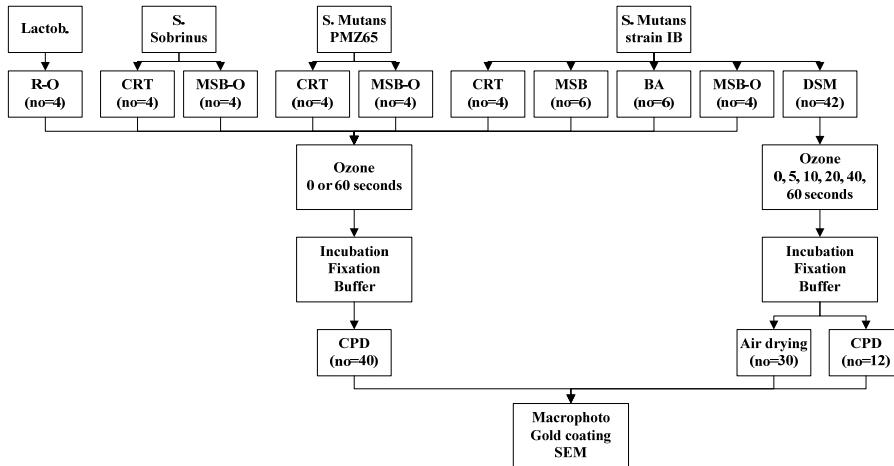 Lactob.
S.
Sobrinus
S. Mutans
PMZ65
S. Mutans
strain IB
R-O
(no=4)
CRT
(no=4)
MSB-O
(no=4)
CRT
(no=4)
MSB-O
(no=4)
CRT
(no=4)
MSB
(no=6)
BA
(no=6)
MSB-O
(no=4)
DSM
(no=42)
Ozone
0 or 60 seconds
Ozone
0, 5, 10, 20, 40,
60 seconds
Incubation
Fixation
Buffer
Incubation
Fixation
Buffer
CPD
(no=40)
Air drying
(no=30)
CPD
(no=12)
Macrophoto
Gold coating
SEM